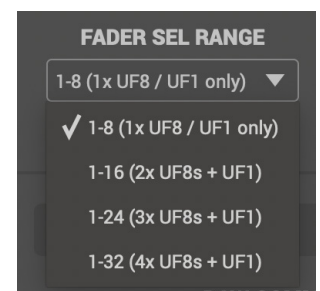 FADER SEL RANGE
1-8 (1x UF8 / UF1 only) ▼
✓ 1-8 (1x UF8 / UF1 only)
1-16 (2x UF8s + UF1)
1-24 (3x UF8s + UF1)
1-32 (4x UF8s + UF1)